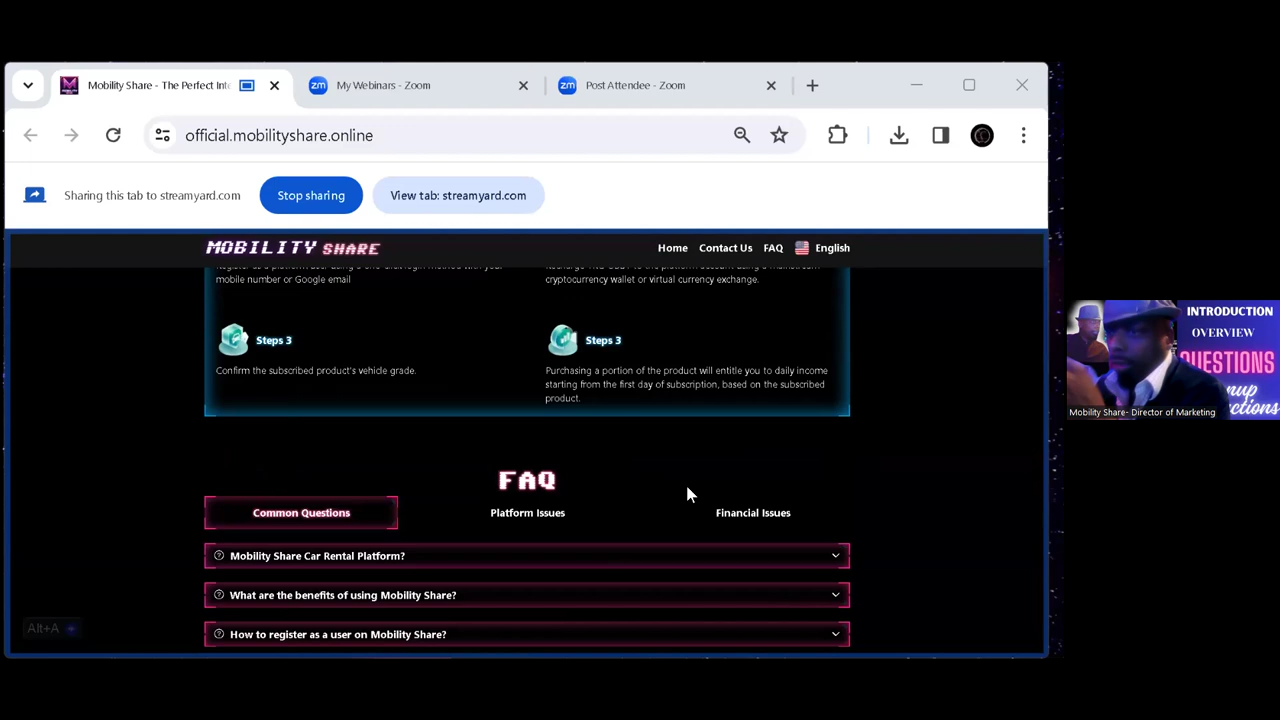 Mobility Share - The Perfect Inte
My Webinars - Zoom
Post Attendee - Zoom
official.mobilityshare.online
Sharing this tab to streamyard.com
Stop sharing
View tab: streamyard.com
MOBILITY SHARE
Home
Contact Us
FAQ
English
mobile number or Google email
cryptocurrency wallet or virtual currency exchange.
Steps 3
Steps 3
Confirm the subscribed product's vehicle grade.
Purchasing a portion of the product will entitle you to daily income
starting from the first day of subscription, based on the subscribed
product.
FAQ
Common Questions
Platform Issues
Financial Issues
Mobility Share Car Rental Platform?
What are the benefits of using Mobility Share?
How to register as a user on Mobility Share?
Alt+A
INTRODUCTION
OVERVIEW
QUESTIONS
Mobility Share- Director of Marketing